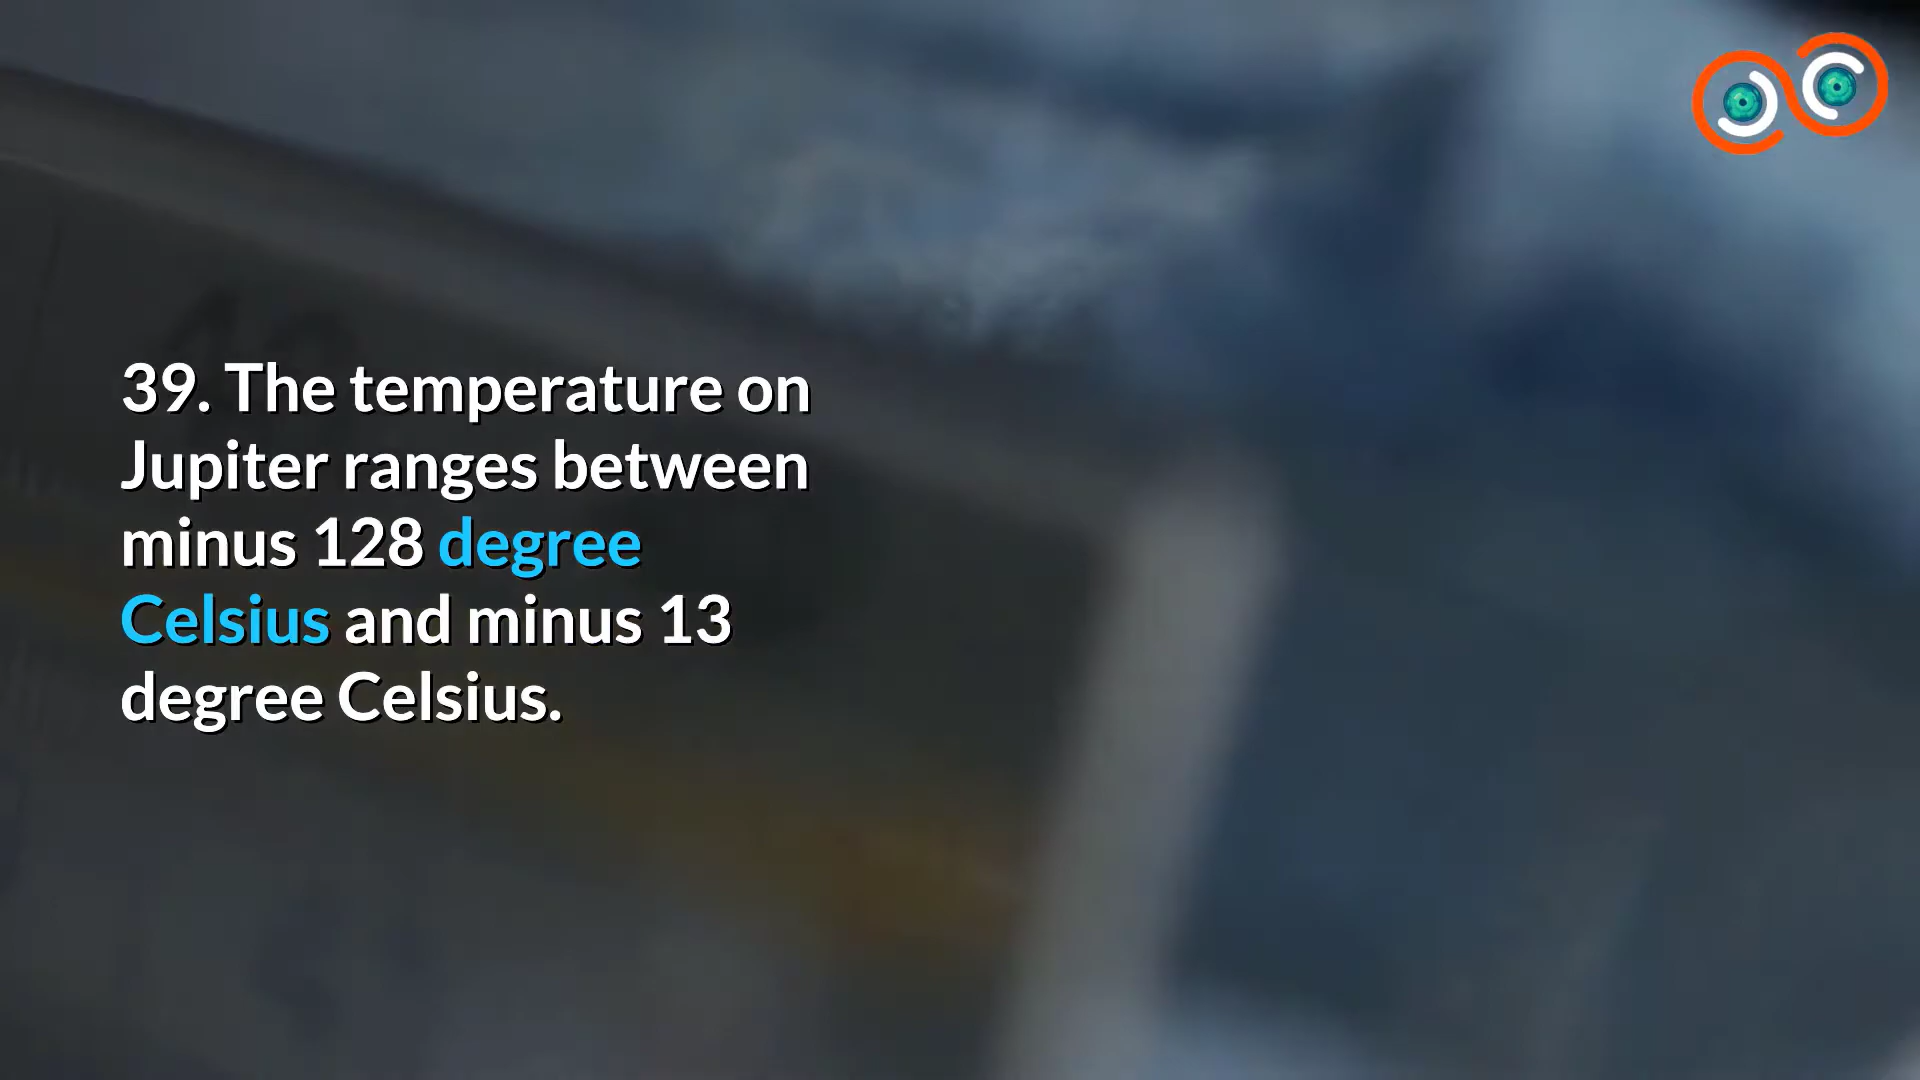 39. The temperature on
Jupiter ranges between
minus 128 degree
Celsius and minus 13
degree Celsius.